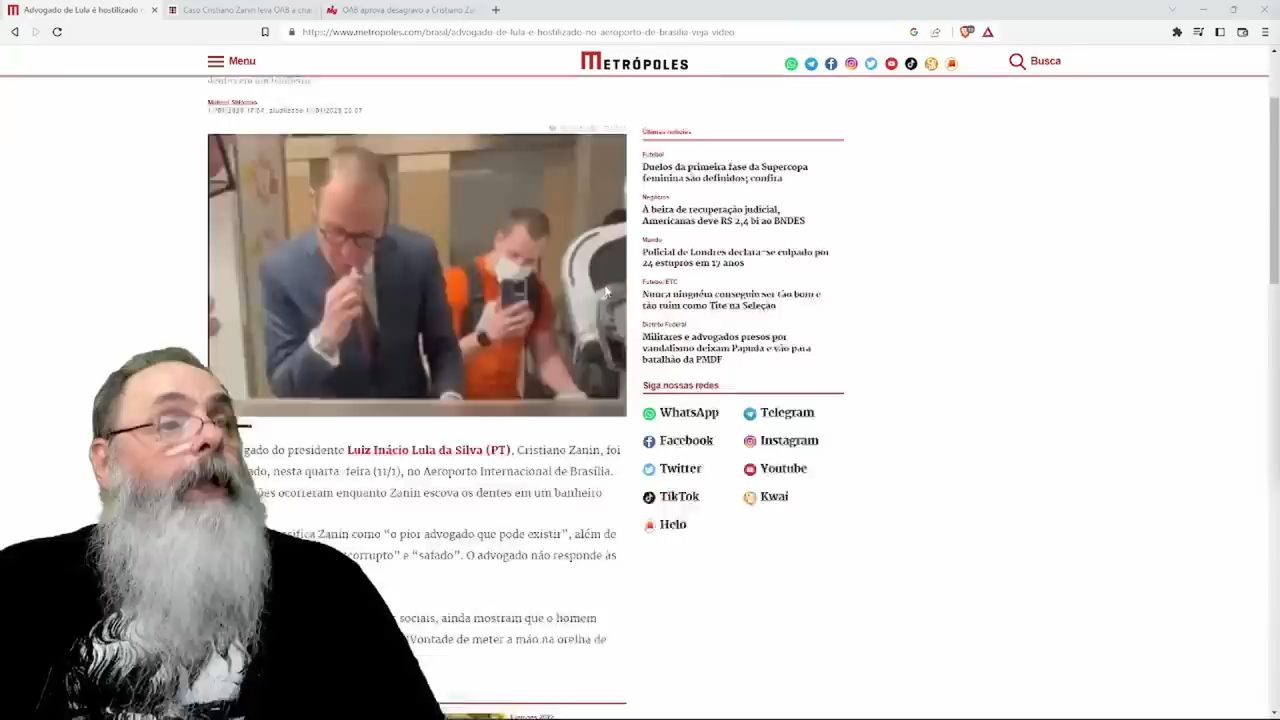 Advogado de Lula é hostilizado n
Caso Cristiano Zanin leva OAB a criar
OAB aprova desagravo a Cristiano Za
https://www.metropoles.com/brasil/advogado-de-lula-e-hostilizado-no-aeroporto-de-brasilia-veja-video
Menu
METRÓPOLES
Busca
Últimas notícias
Futebol
Duelos da primeira fase da Supercopa
feminina são definidos; confira
Negócios
À beira de recuperação judicial,
Americanas deve R$ 2,4 bi ao BNDES
Mundo
Policial de Londres declara-se culpado por
24 estupros em 17 anos
Futebol ETC
Nunca ninguém conseguiu ser tão bom e
tão ruim como Tite na Seleção
Distrito Federal
Militares e advogados presos por
vandalismo deixam Papuda e vão para
batalhão da PMDF
Siga nossas redes
WhatsApp
Telegram
Facebook
Instagram
Twitter
Youtube
TikTok
Kwai
Helo
gado do presidente Luiz Inácio Lula da Silva (PT), Cristiano Zanin, foi
ado, nesta quarta-feira (11/1), no Aeroporto Internacional de Brasília.
ões ocorreram enquanto Zanin escova os dentes em um banheiro
sifica Zanin como “o pior advogado que pode existir”, além de
corrupto” e “safado”. O advogado não responde às
sociais, ainda mostram que o homem
Vontade de meter a mão na orelha de